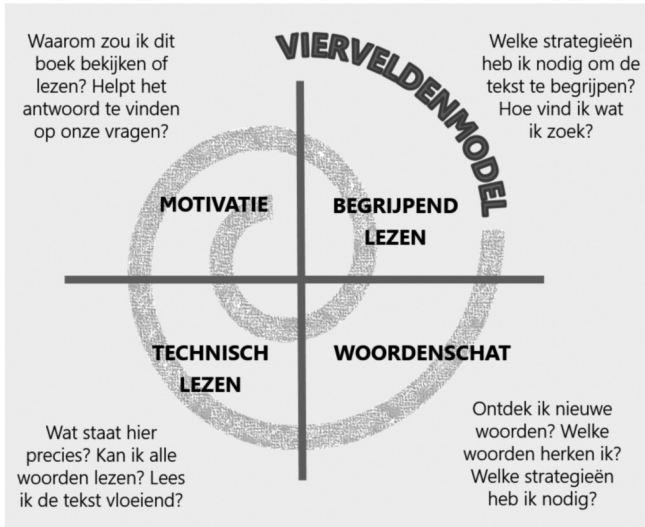 Waarom zou ik dit
boek bekijken of
lezen? Helpt het
antwoord te vinden
op onze vragen?
VIERVELDENMODEL
Welke strategieën
heb ik nodig om de
tekst te begrijpen?
Hoe vind ik wat
ik zoek?
MOTIVATIE
BEGRIJPEND
LEZEN
TECHNISCH
LEZEN
WOORDENSCHAT
Wat staat hier
precies? Kan ik alle
woorden lezen? Lees
ik de tekst vloeiend?
Ontdek ik nieuwe
woorden? Welke
woorden herken ik?
Welke strategieën
heb ik nodig?